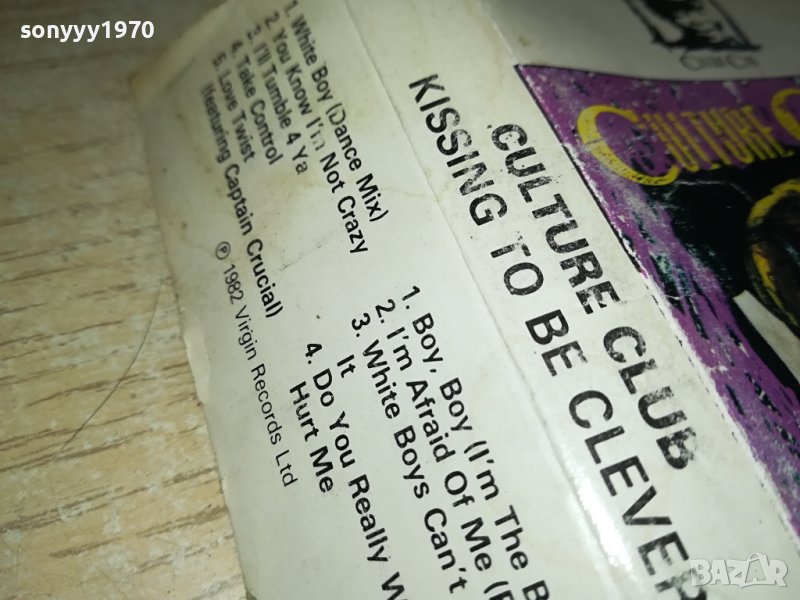 sonyyy1970
CULTURE
CULTURE CLUB
KISSING TO BE CLEVER
1. White Boy (Dance Mix)
2. You Know I'm Not Crazy
3. I'll Tumble 4 Ya
4. Take Control
5. Love Twist
(featuring Captain Crucial)
℗ 1982 Virgin Records Ltd
1. Boy, Boy (I'm The
2. I'm Afraid Of Me
3. White Boys Can't
It
4. Do You Really
Hurt Me
BAZAR